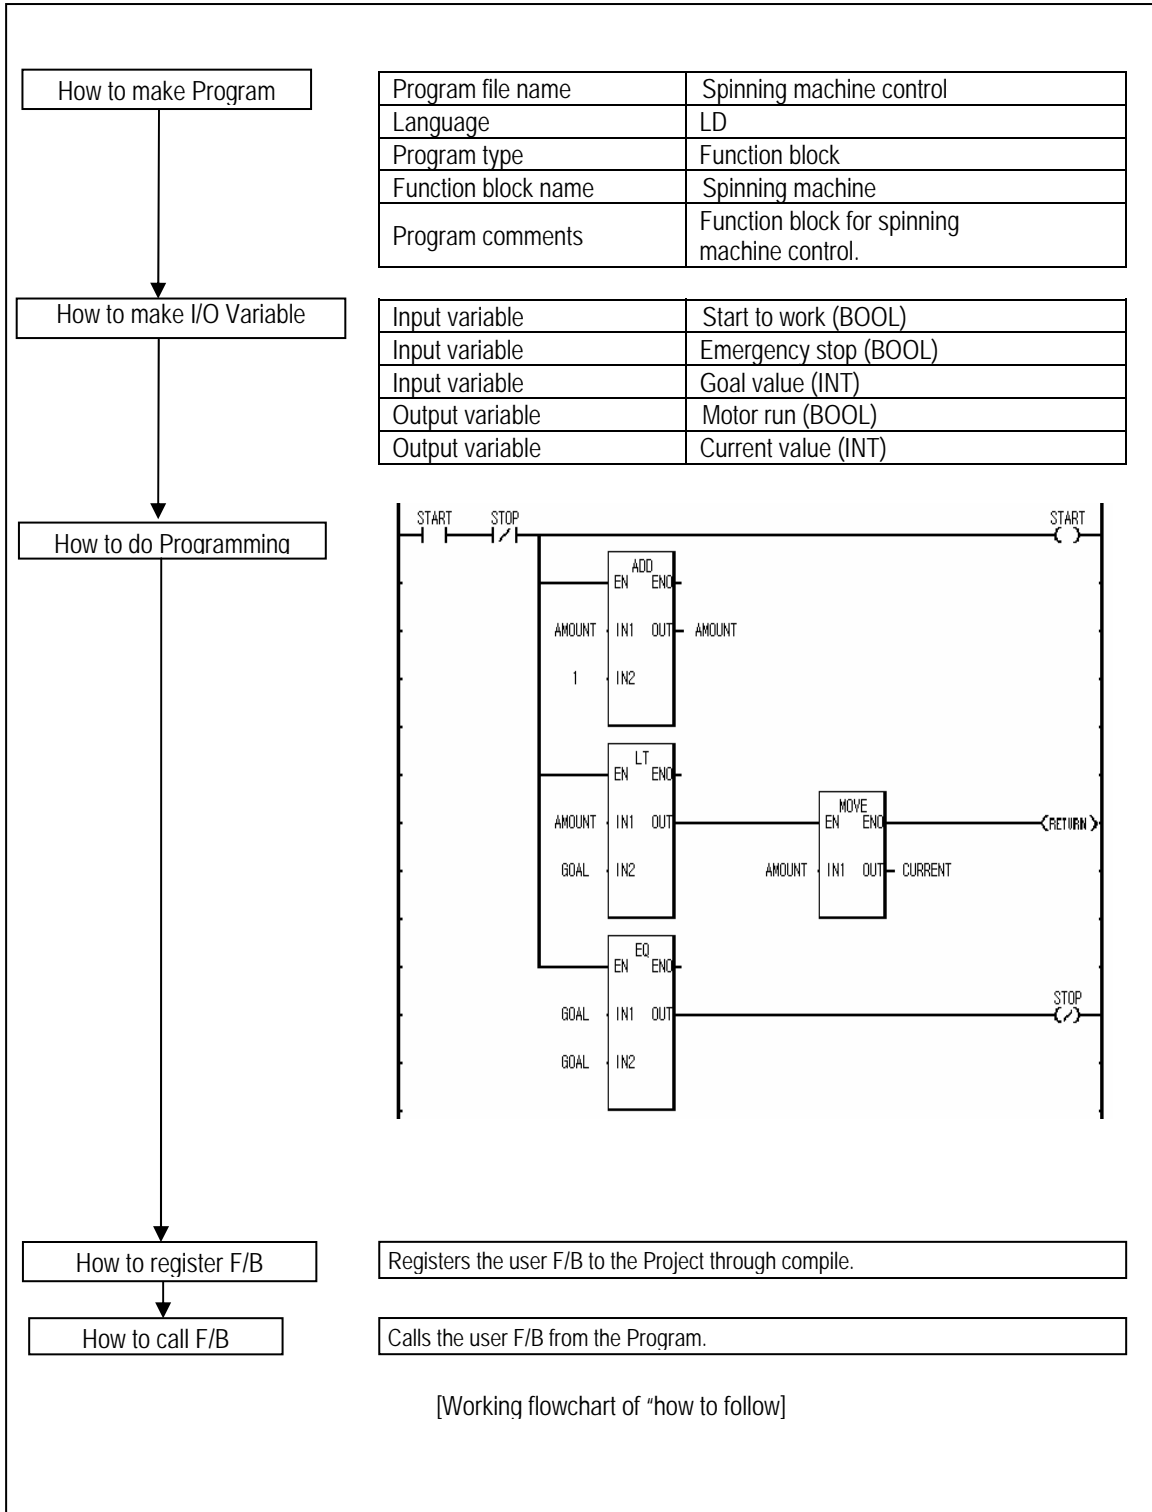 How to make Program
Program file name Spinning machine control
Language LD
Program type Function block
Function block name Spinning machine
Program comments Function block for spinning
machine control.
How to make I/O Variable
Input variable Start to work (BOOL)
Input variable Emergency stop (BOOL)
Input variable Goal value (INT)
Output variable Motor run (BOOL)
Output variable Current value (INT)
How to do Programming
START STOP START
ADD
EN ENO
AMOUNT IN1 OUT AMOUNT
1 IN2
LT
EN ENO
AMOUNT IN1 OUT
GOAL IN2
MOVE
EN ENO
AMOUNT IN1 OUT CURRENT
RETURN
EQ
EN ENO
GOAL IN1 OUT
GOAL IN2
STOP
How to register F/B
Registers the user F/B to the Project through compile.
How to call F/B
Calls the user F/B from the Program.
[Working flowchart of “how to follow]